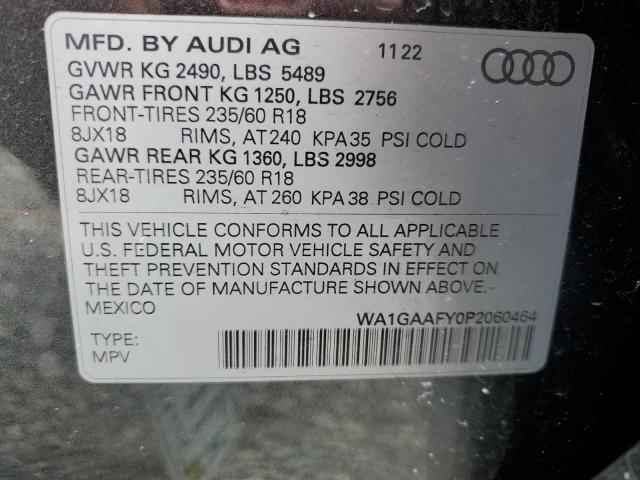 MFD. BY AUDI AG 11 22
GVWR KG 2490, LBS 5489
GAWR FRONT KG 1250, LBS 2756
FRONT-TIRES 235/60 R18
8JX18 RIMS, AT 240 KPA 35 PSI COLD
GAWR REAR KG 1360, LBS 2998
REAR-TIRES 235/60 R18
8JX18 RIMS, AT 260 KPA 38 PSI COLD
THIS VEHICLE CONFORMS TO ALL APPLICABLE
U.S. FEDERAL MOTOR VEHICLE SAFETY AND
THEFT PREVENTION STANDARDS IN EFFECT ON
THE DATE OF MANUFACTURE SHOWN ABOVE.-
MEXICO
WA1GAAFY0P2060464
TYPE:
MPV